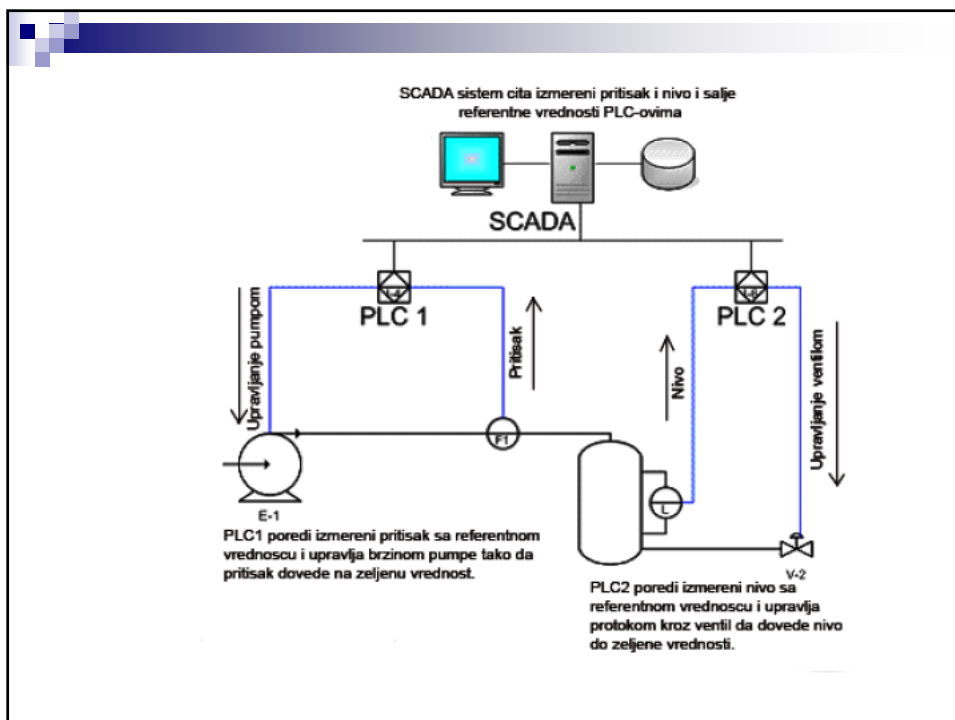 SCADA sistem cita izmereni pritisak i nivo i salje
referentne vrednosti PLC-ovima
SCADA
I-4
PLC 1
I-6
PLC 2
Upravljanje pumpom
Pritisak
Nivo
Upravljanje ventilom
F1
L
E-1
V-2
PLC1 poredi izmereni pritisak sa referentnom
vrednoscu i upravlja brzinom pumpe tako da
pritisak dovede na zeljenu vrednost.
PLC2 poredi izmereni nivo sa
referentnom vrednoscu i upravlja
protokom kroz ventil da dovede nivo
do zeljene vrednosti.